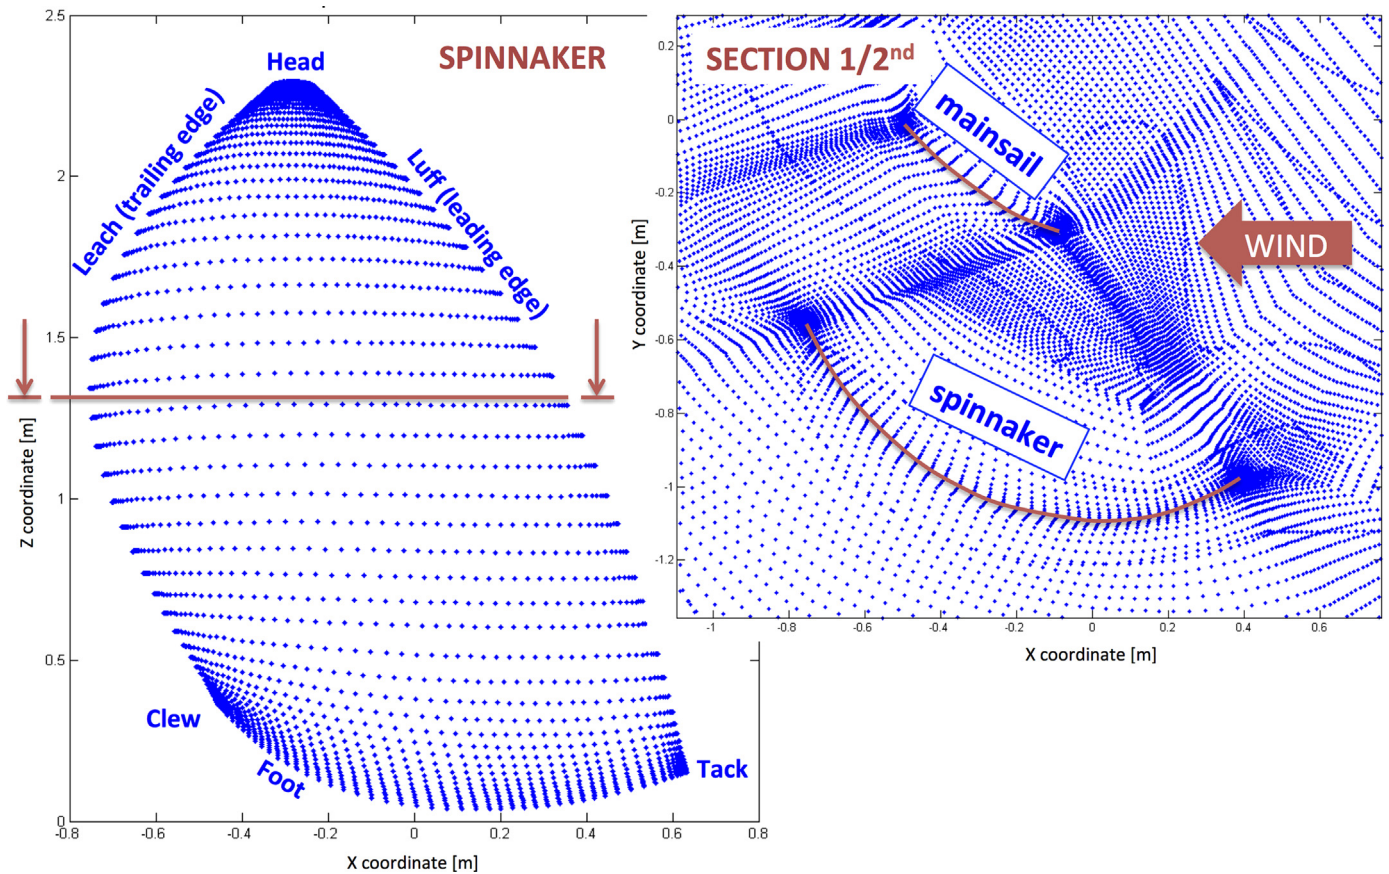 SPINNAKER
Head
Leach (trailing edge)
Luff (leading edge)
Clew
Foot
Tack
2.5
2
1.5
1
0.5
0
Z coordinate [m]
-0.8
-0.6
-0.4
-0.2
0
0.2
0.4
0.6
0.8
X coordinate [m]
SECTION 1/2nd
mainsail
WIND
spinnaker
0.2
0
-0.2
-0.4
-0.6
-0.8
-1
-1.2
Y coordinate [m]
-1
-0.8
-0.6
-0.4
-0.2
0
0.2
0.4
0.6
X coordinate [m]